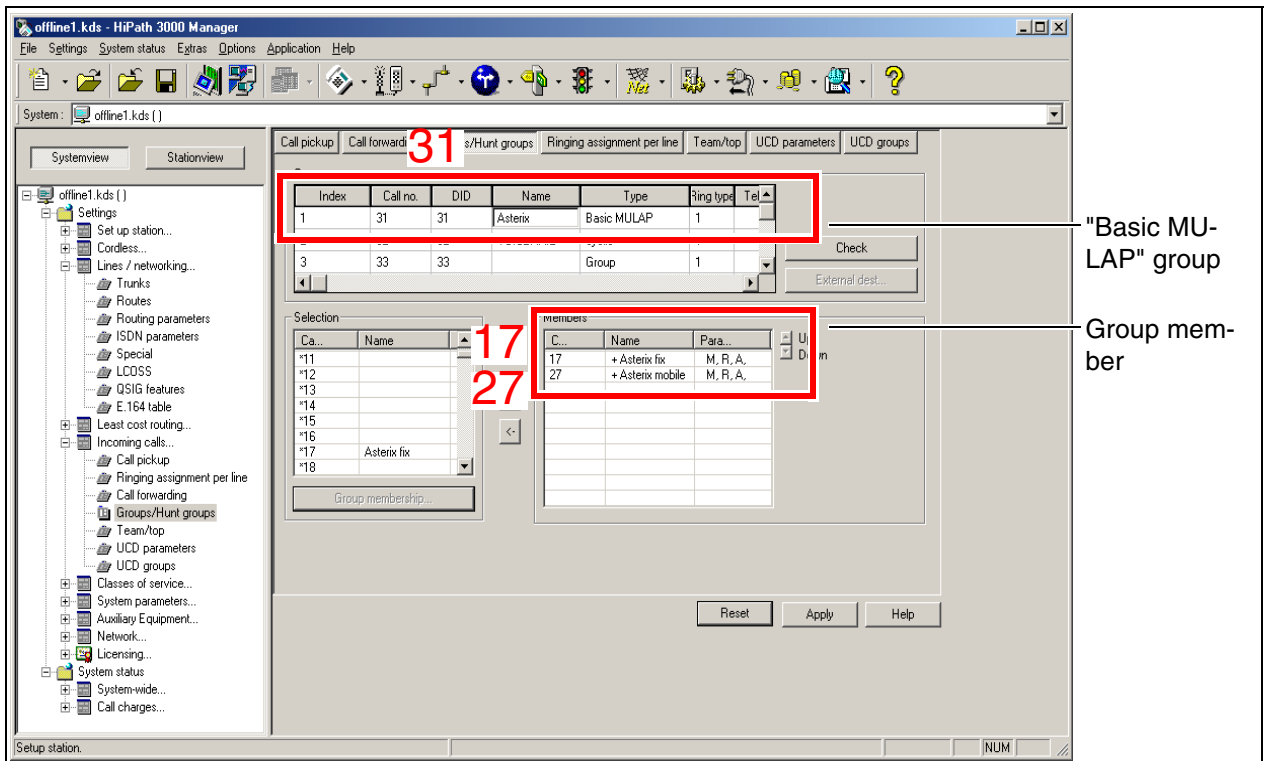 offline1.kds - HiPath 3000 Manager
File Settings System status Extras Options Application Help
Net
System : offline1.kds ( )
Systemview Stationview
Call pickup Call forwardi 31 s/Hunt groups Ringing assignment per line Team/top UCD parameters UCD groups
Index Call no. DID Name Type Ring type Tel
1 31 31 Asterix Basic MULAP 1
3 33 33 Group 1
Check
External dest...
"Basic MU-
LAP" group
Selection
Ca... Name
*11
*12
*13
*14
*15
*16
*17 Asterix fix
*18
Group membership...
<-
17
27
Members
C... Name Para...
17 + Asterix fix M, R, A,
27 + Asterix mobile M, R, A,
Group mem-
ber
offline1.kds ( )
Settings
Set up station...
Cordless...
Lines / networking...
Trunks
Routes
Routing parameters
ISDN parameters
Special
LCOSS
QSIG features
E.164 table
Least cost routing...
Incoming calls...
Call pickup
Ringing assignment per line
Call forwarding
Groups/Hunt groups
Team/top
UCD parameters
UCD groups
Classes of service...
System parameters...
Auxiliary Equipment...
Network...
Licensing...
System status
System-wide...
Call charges...
Reset Apply Help
Setup station. NUM